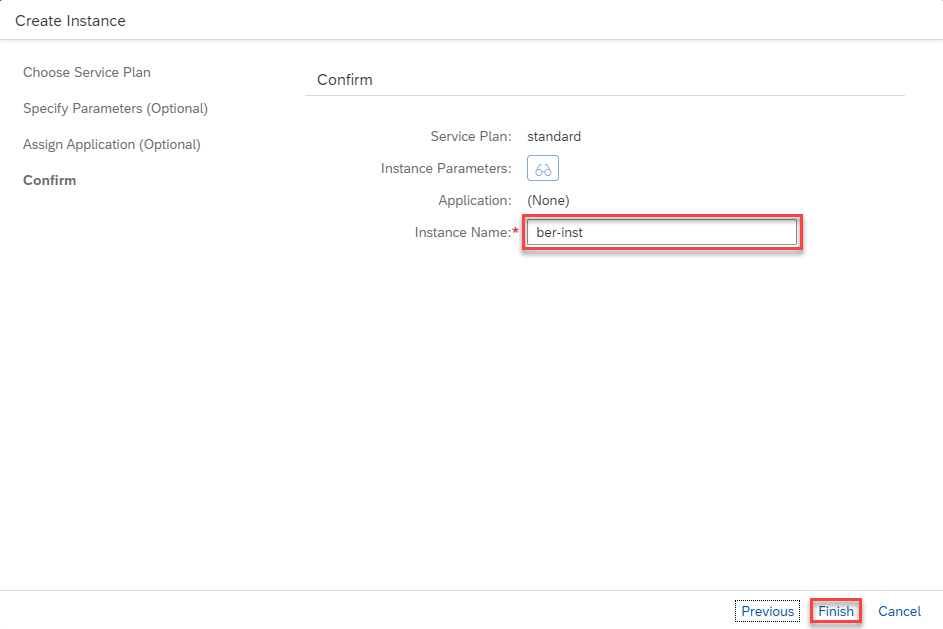 Create Instance
Choose Service Plan
Specify Parameters (Optional)
Assign Application (Optional)
Confirm
Confirm
Service Plan: standard
Instance Parameters:
Application: (None)
Instance Name:* ber-inst
Previous Finish Cancel